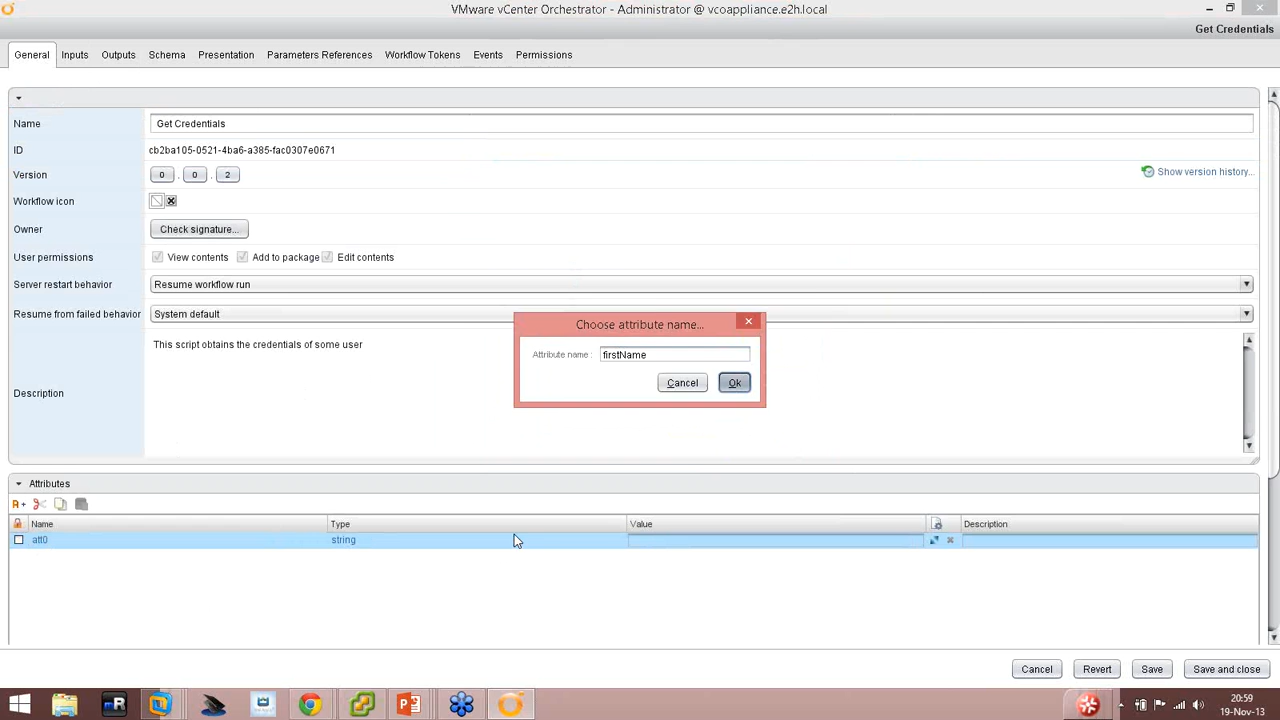 VMware vCenter Orchestrator - Administrator @ vcoappliance.e2h.local
Get Credentials
General Inputs Outputs Schema Presentation Parameters References Workflow Tokens Events Permissions
Name Get Credentials
ID cb2ba105-0521-4ba6-a385-fac0307e0671
Version 0 . 0 . 2 Show version history...
Workflow icon
Owner Check signature...
User permissions View contents Add to package Edit contents
Server restart behavior Resume workflow run
Resume from failed behavior System default
Choose attribute name...
This script obtains the credentials of some user
Attribute name : firstName
Cancel Ok
Description
Attributes
R+
Name Type Value Description
att0 string
Cancel Revert Save Save and close
mR
20:59
19-Nov-13